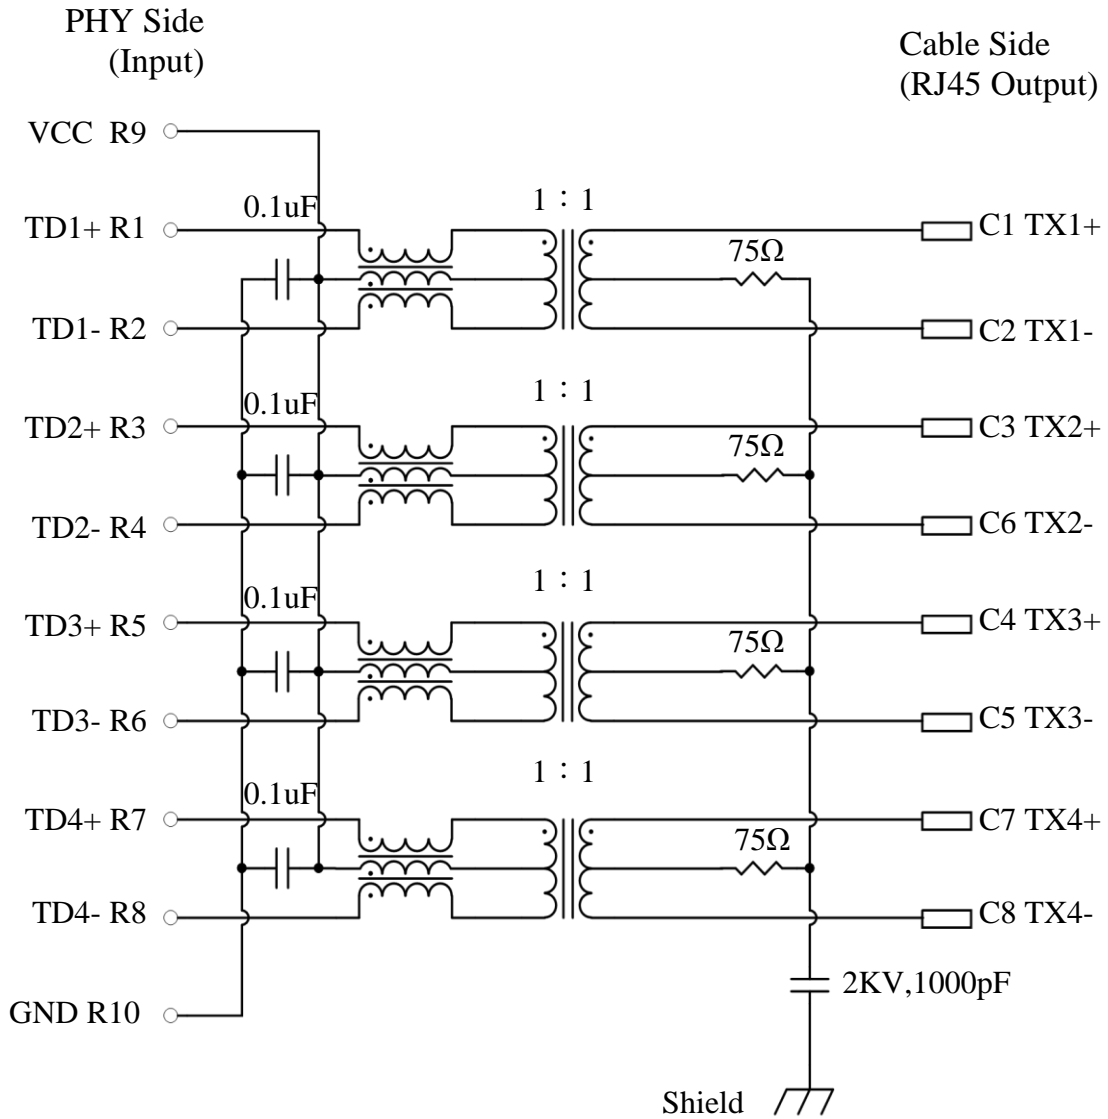 PHY Side
(Input)
Cable Side
(RJ45 Output)
VCC R9
0.1uF
1 : 1
TD1+ R1
C1 TX1+
75Ω
TD1- R2
C2 TX1-
0.1uF
1 : 1
TD2+ R3
C3 TX2+
75Ω
TD2- R4
C6 TX2-
0.1uF
1 : 1
TD3+ R5
C4 TX3+
75Ω
TD3- R6
C5 TX3-
0.1uF
1 : 1
TD4+ R7
C7 TX4+
75Ω
TD4- R8
C8 TX4-
2KV,1000pF
GND R10
Shield